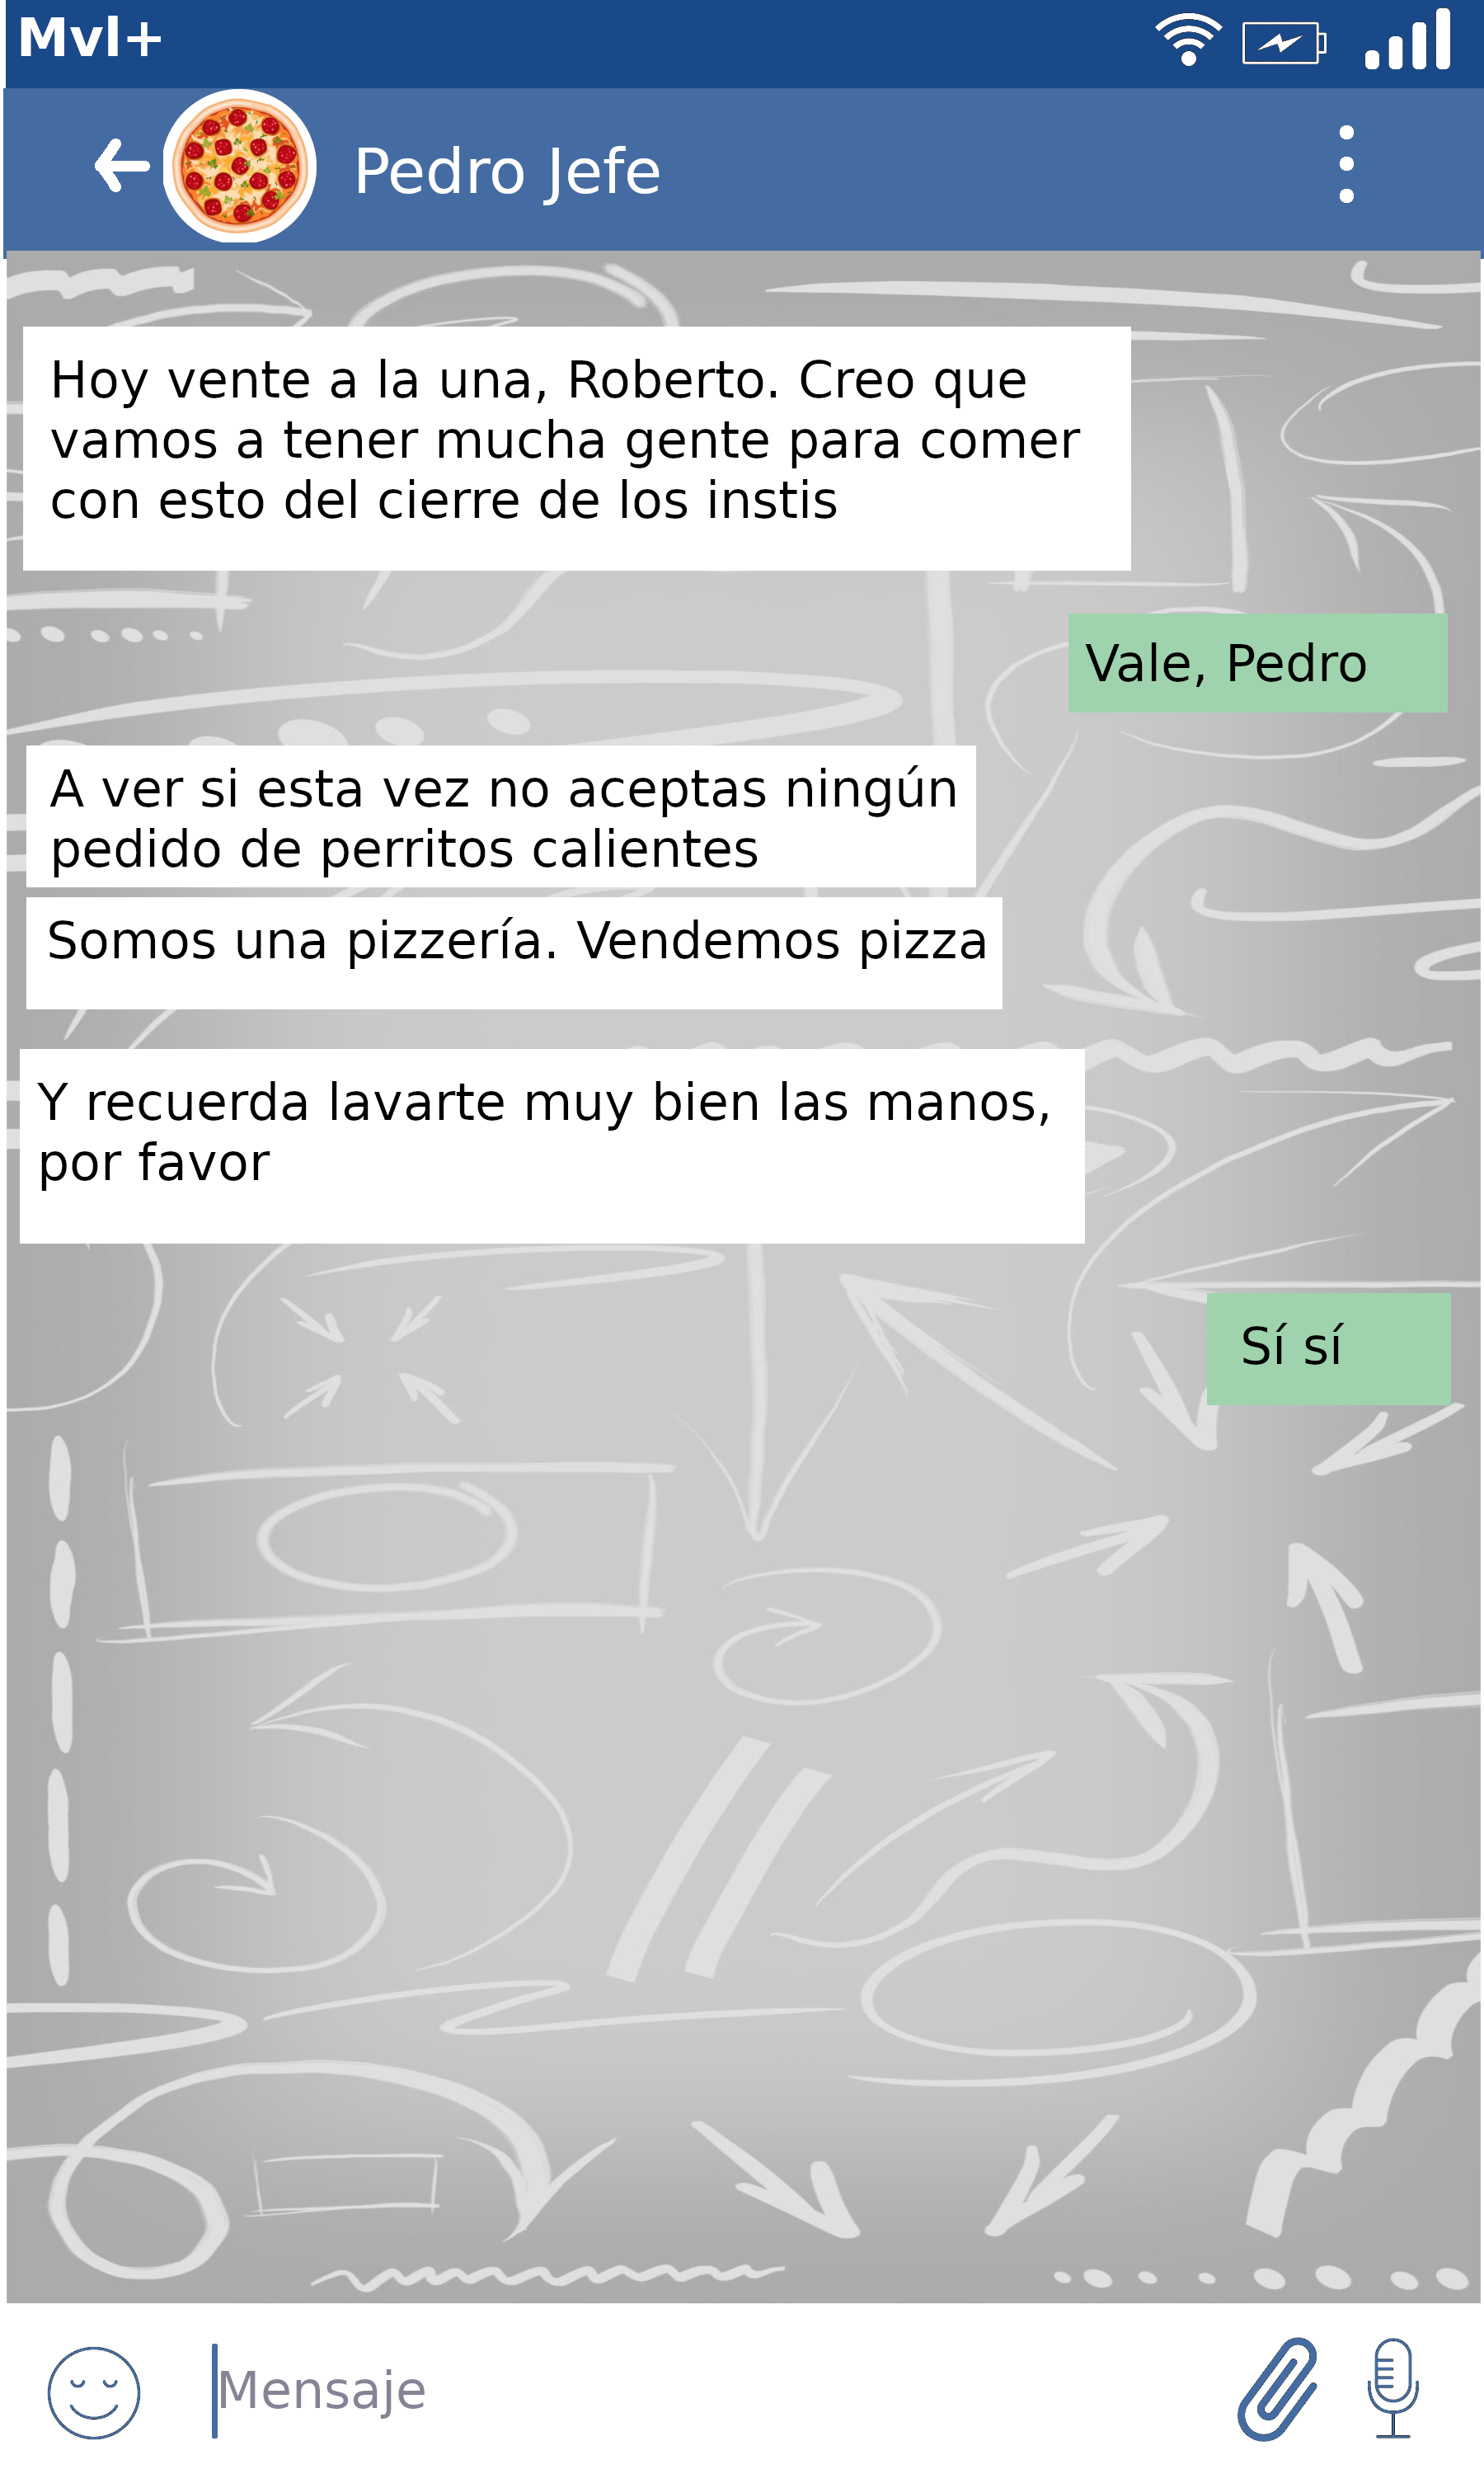 Mvl+
Pedro Jefe
Hoy vente a la una, Roberto. Creo que
vamos a tener mucha gente para comer
con esto del cierre de los instis
Vale, Pedro
A ver si esta vez no aceptas ningún
pedido de perritos calientes
Somos una pizzería. Vendemos pizza
Y recuerda lavarte muy bien las manos,
por favor
Sí sí
Mensaje